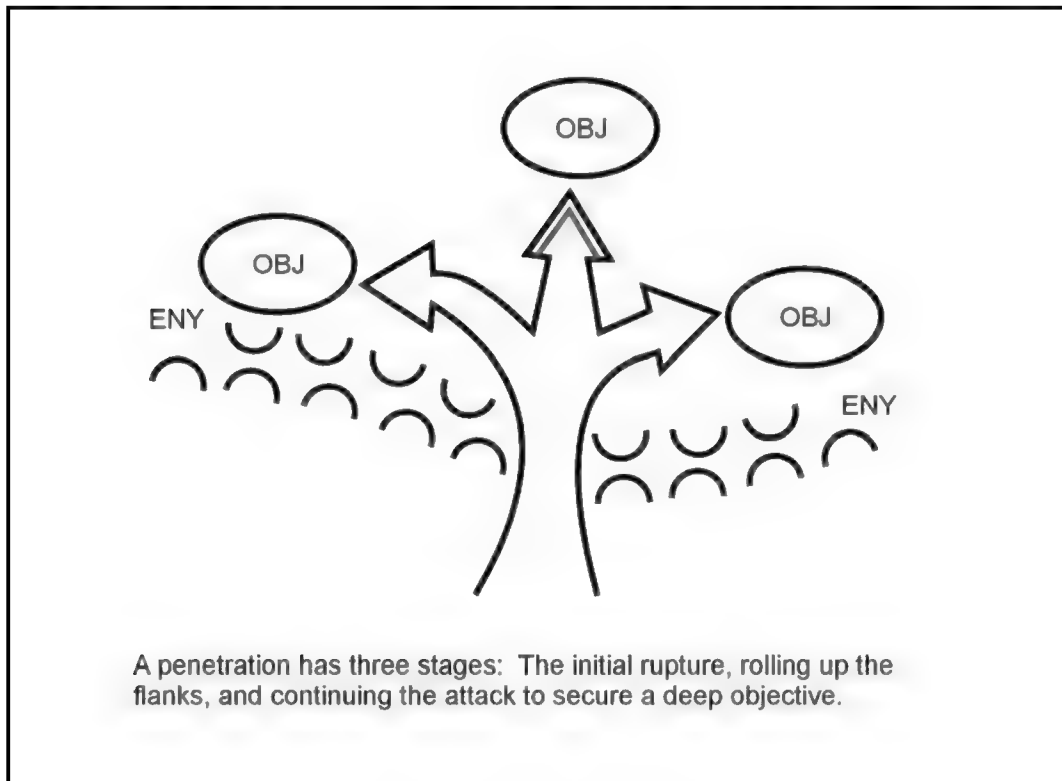 OBJ
OBJ
OBJ
ENY
ENY
A penetration has three stages: The initial rupture, rolling up the
flanks, and continuing the attack to secure a deep objective.